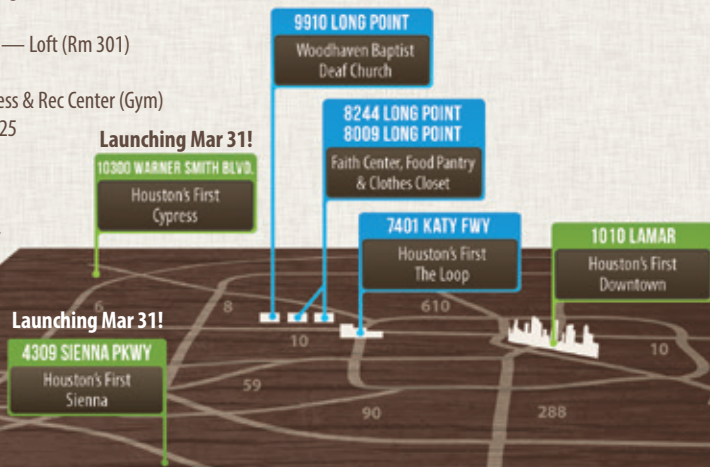 — Loft (Rm 301)
ess & Rec Center (Gym)
25
9910 LONG POINT
Woodhaven Baptist
Deaf Church
8244 LONG POINT
8009 LONG POINT
Faith Center, Food Pantry
& Clothes Closet
Launching Mar 31!
10300 WARNER SMITH BLVD.
Houston's First
Cypress
7401 KATY FWY
Houston's First
The Loop
1010 LAMAR
Houston's First
Downtown
Launching Mar 31!
4309 SIENNA PKWY
Houston's First
Sienna
6
8
610
10
10
59
90
288